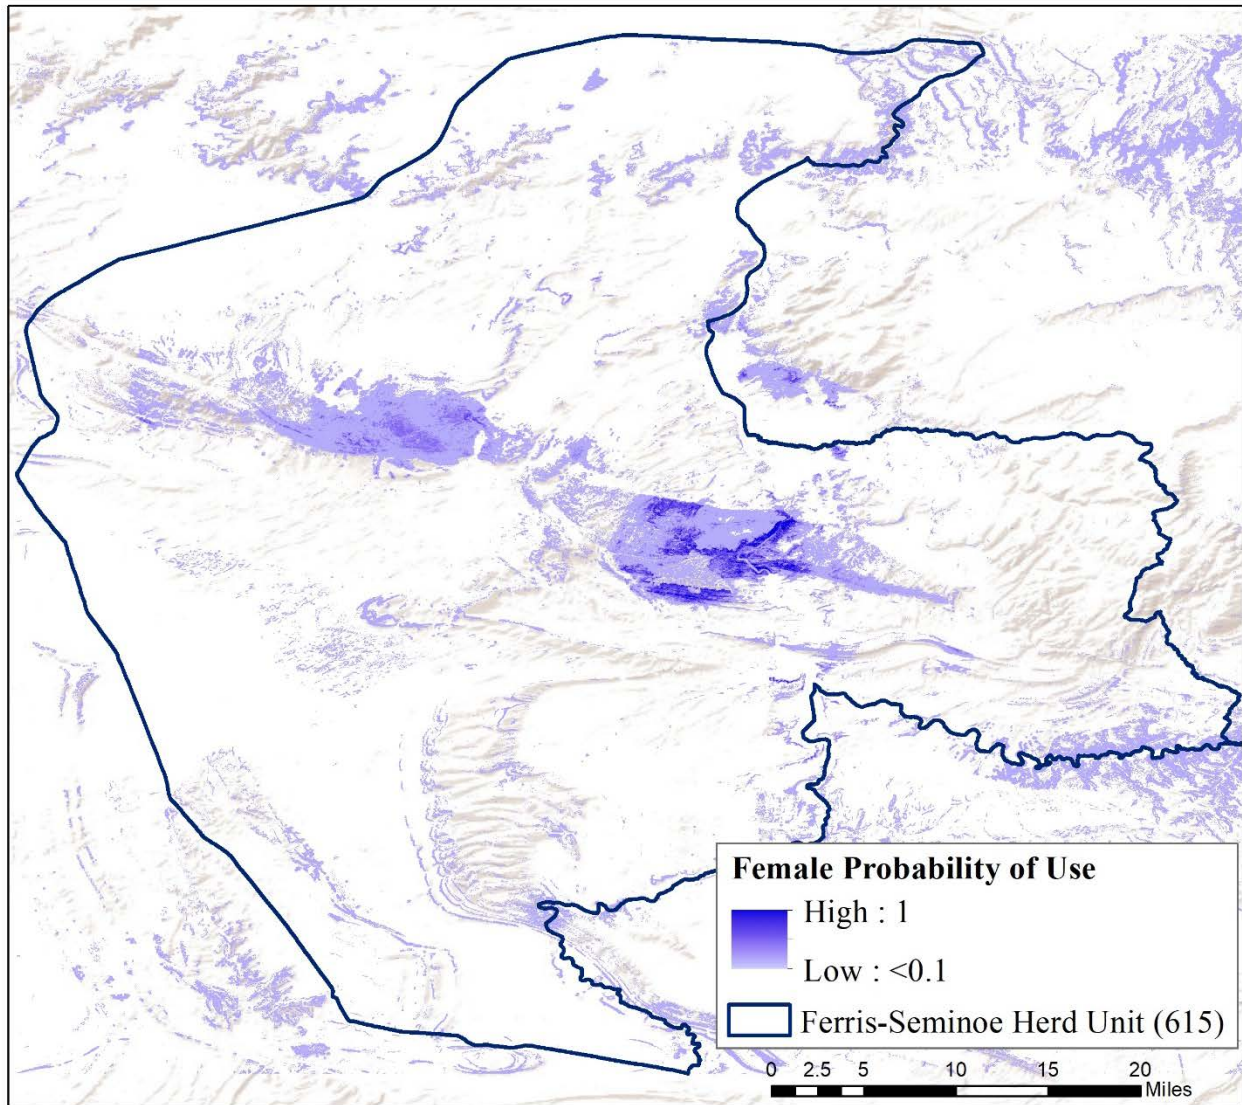 Female Probability of Use
High : 1
Low : <0.1
Ferris-Seminoe Herd Unit (615)
0 2.5 5 10 15 20
Miles